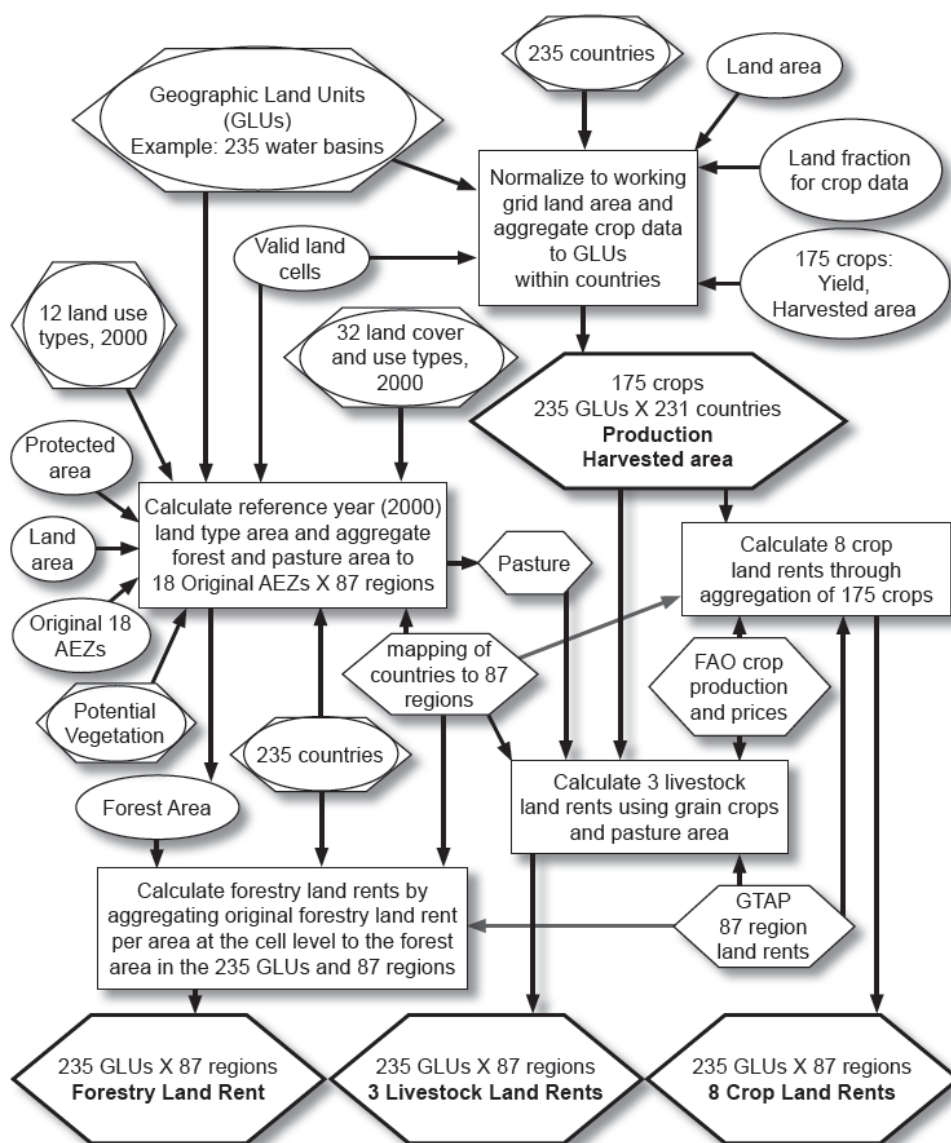 235 countries
Land area
Geographic Land Units
(GLUs)
Example: 235 water basins
Land fraction
for crop data
Normalize to working
grid land area and
aggregate crop data
to GLUs
within countries
Valid land
cells
175 crops:
Yield,
Harvested area
12 land use
types, 2000
32 land cover
and use types,
2000
175 crops
235 GLUs X 231 countries
Production
Harvested area
Protected
area
Calculate reference year (2000)
land type area and aggregate
forest and pasture area to
18 Original AEZs X 87 regions
Land
area
Pasture
Calculate 8 crop
land rents through
aggregation of 175 crops
Original 18
AEZs
mapping of
countries to 87
regions
FAO crop
production
and prices
Potential
Vegetation
235 countries
Calculate 3 livestock
land rents using grain crops
and pasture area
Forest Area
Calculate forestry land rents by
aggregating original forestry land rent
per area at the cell level to the forest
area in the 235 GLUs and 87 regions
GTAP
87 region
land rents
235 GLUs X 87 regions
Forestry Land Rent
235 GLUs X 87 regions
3 Livestock Land Rents
235 GLUs X 87 regions
8 Crop Land Rents